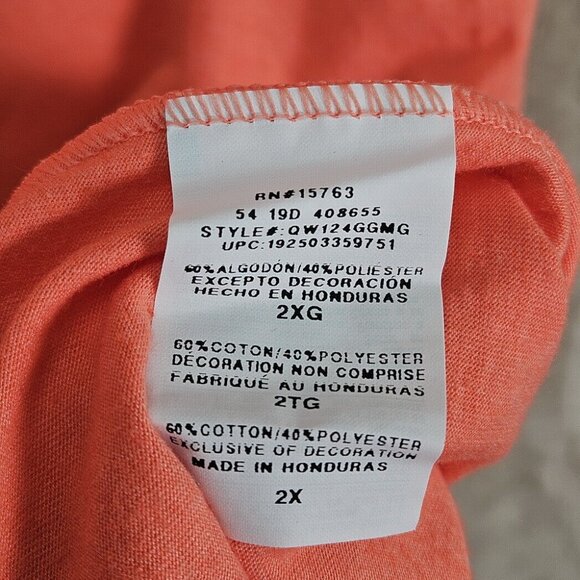 RN#15763
54 19D 408655
STYLE#:QW124GGMG
UPC:192503359751
60%ALGODÓN/40%POLIÉSTER
EXCEPTO DECORACIÓN
HECHO EN HONDURAS
2XG
60%COTON/40%POLYESTER
DÉCORATION NON COMPRISE
FABRIQUÉ AU HONDURAS
2TG
60%COTTON/40%POLYESTER
EXCLUSIVE OF DECORATION
MADE IN HONDURAS
2X